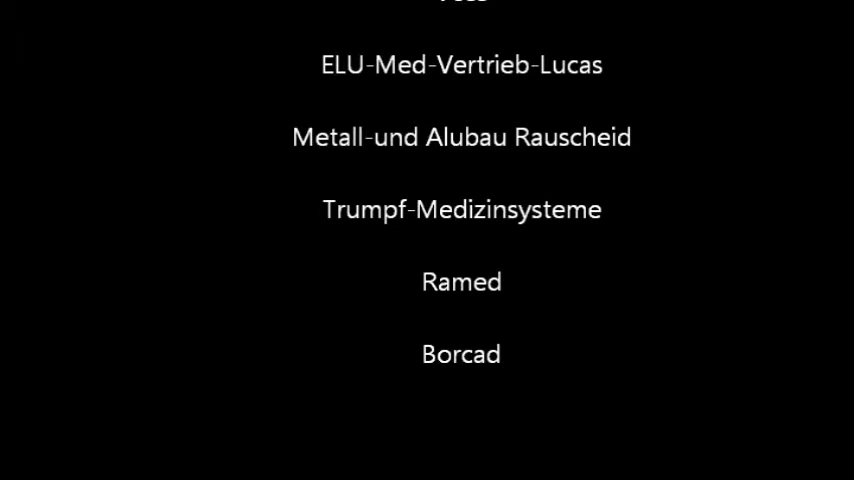 ELU-Med-Vertrieb-Lucas
Metall-und Alubau Rauscheid
Trumpf-Medizinsysteme
Ramed
Borcad